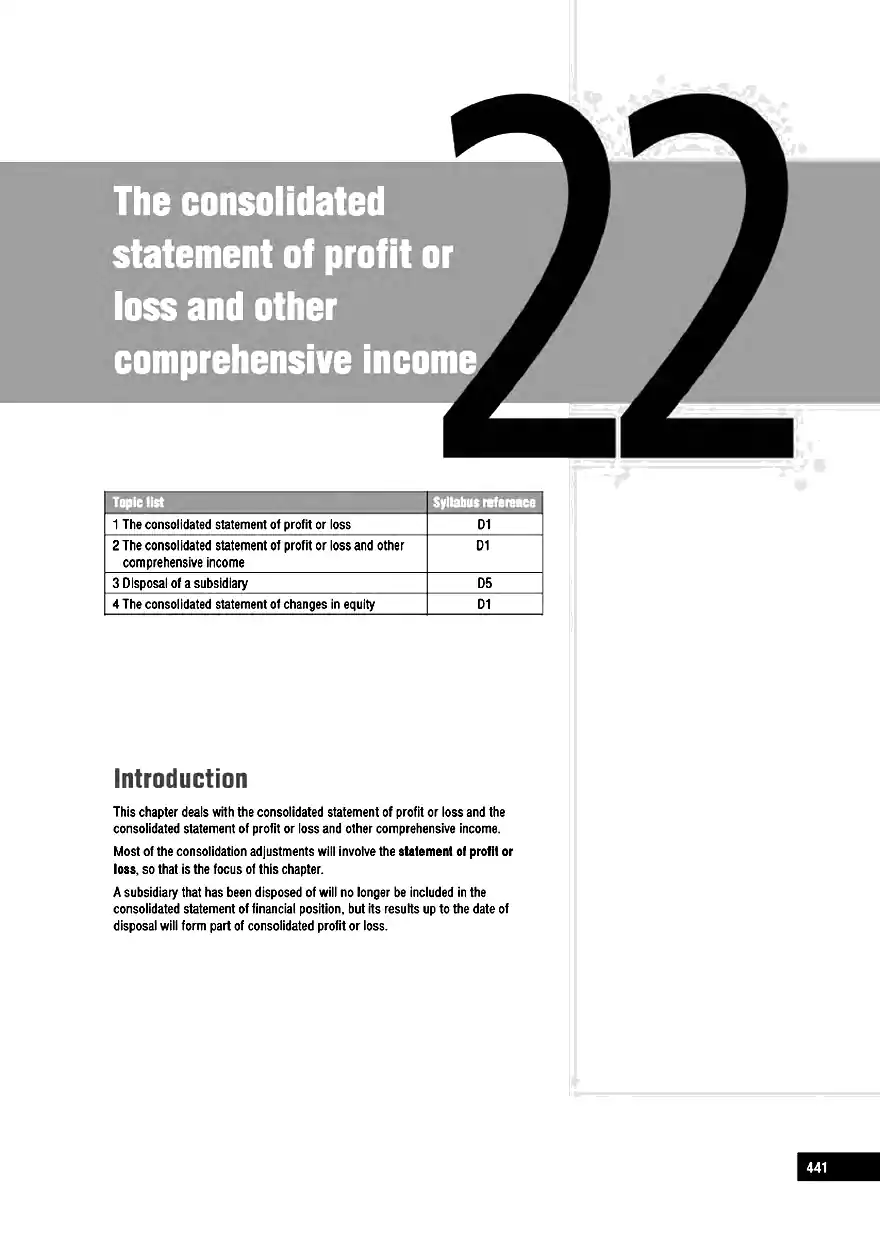 22
The consolidated
statement of profit or
loss and other
comprehensive income
Topic list Syllabus reference
1 The consolidated statement of profit or loss D1
2 The consolidated statement of profit or loss and other D1
comprehensive income
3 Disposal of a subsidiary D5
4 The consolidated statement of changes in equity D1
Introduction
This chapter deals with the consolidated statement of profit or loss and the
consolidated statement of profit or loss and other comprehensive income.
Most of the consolidation adjustments will involve the statement of profit or
loss, so that is the focus of this chapter.
A subsidiary that has been disposed of will no longer be included in the
consolidated statement of financial position, but its results up to the date of
disposal will form part of consolidated profit or loss.
441